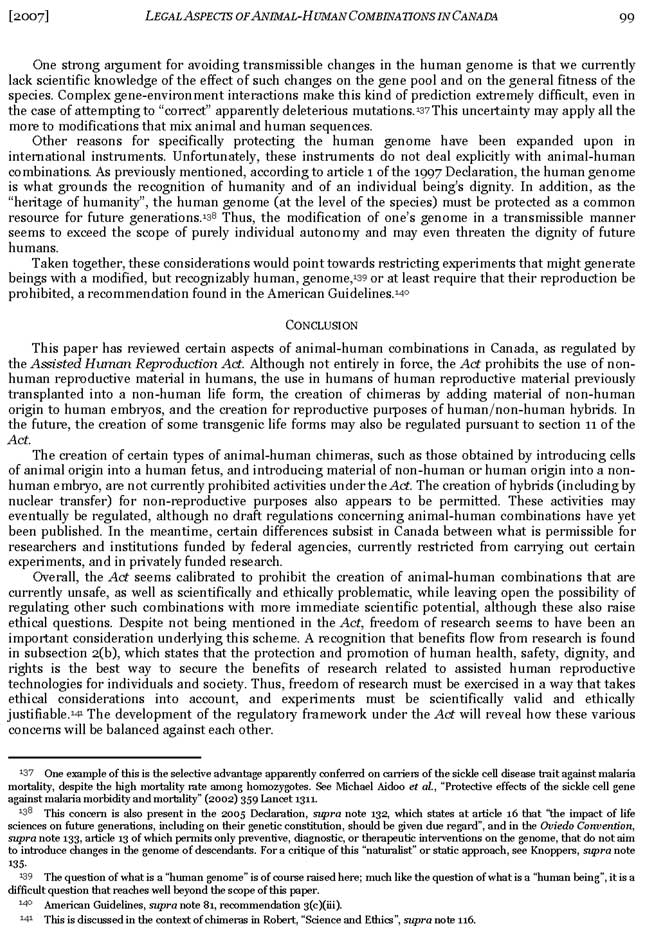 [2007] LEGAL ASPECTS OF ANIMAL-HUMAN COMBINATIONS IN CANADA 99
One strong argument for avoiding transmissible changes in the human genome is that we currently
lack scientific knowledge of the effect of such changes on the gene pool and on the general fitness of the
species. Complex gene-environment interactions make this kind of prediction extremely difficult, even in
the case of attempting to “correct” apparently deleterious mutations.137 This uncertainty may apply all the
more to modifications that mix animal and human sequences.
Other reasons for specifically protecting the human genome have been expanded upon in
international instruments. Unfortunately, these instruments do not deal explicitly with animal-human
combinations. As previously mentioned, according to article 1 of the 1997 Declaration, the human genome
is what grounds the recognition of humanity and of an individual being’s dignity. In addition, as the
“heritage of humanity”, the human genome (at the level of the species) must be protected as a common
resource for future generations.138 Thus, the modification of one’s genome in a transmissible manner
seems to exceed the scope of purely individual autonomy and may even threaten the dignity of future
humans.
Taken together, these considerations would point towards restricting experiments that might generate
beings with a modified, but recognizably human, genome,139 or at least require that their reproduction be
prohibited, a recommendation found in the American Guidelines.140
CONCLUSION
This paper has reviewed certain aspects of animal-human combinations in Canada, as regulated by
the Assisted Human Reproduction Act. Although not entirely in force, the Act prohibits the use of non-
human reproductive material in humans, the use in humans of human reproductive material previously
transplanted into a non-human life form, the creation of chimeras by adding material of non-human
origin to human embryos, and the creation for reproductive purposes of human/non-human hybrids. In
the future, the creation of some transgenic life forms may also be regulated pursuant to section 11 of the
Act.
The creation of certain types of animal-human chimeras, such as those obtained by introducing cells
of animal origin into a human fetus, and introducing material of non-human or human origin into a non-
human embryo, are not currently prohibited activities under the Act. The creation of hybrids (including by
nuclear transfer) for non-reproductive purposes also appears to be permitted. These activities may
eventually be regulated, although no draft regulations concerning animal-human combinations have yet
been published. In the meantime, certain differences subsist in Canada between what is permissible for
researchers and institutions funded by federal agencies, currently restricted from carrying out certain
experiments, and in privately funded research.
Overall, the Act seems calibrated to prohibit the creation of animal-human combinations that are
currently unsafe, as well as scientifically and ethically problematic, while leaving open the possibility of
regulating other such combinations with more immediate scientific potential, although these also raise
ethical questions. Despite not being mentioned in the Act, freedom of research seems to have been an
important consideration underlying this scheme. A recognition that benefits flow from research is found
in subsection 2(b), which states that the protection and promotion of human health, safety, dignity, and
rights is the best way to secure the benefits of research related to assisted human reproductive
technologies for individuals and society. Thus, freedom of research must be exercised in a way that takes
ethical considerations into account, and experiments must be scientifically valid and ethically
justifiable.141 The development of the regulatory framework under the Act will reveal how these various
concerns will be balanced against each other.
137 One example of this is the selective advantage apparently conferred on carriers of the sickle cell disease trait against malaria
mortality, despite the high mortality rate among homozygotes. See Michael Aidoo et al., “Protective effects of the sickle cell gene
against malaria morbidity and mortality” (2002) 359 Lancet 1311.
138 This concern is also present in the 2005 Declaration, supra note 132, which states at article 16 that “the impact of life
sciences on future generations, including on their genetic constitution, should be given due regard”, and in the Oviedo Convention,
supra note 133, article 13 of which permits only preventive, diagnostic, or therapeutic interventions on the genome, that do not aim
to introduce changes in the genome of descendants. For a critique of this “naturalist” or static approach, see Knoppers, supra note
135.
139 The question of what is a “human genome” is of course raised here; much like the question of what is a “human being”, it is a
difficult question that reaches well beyond the scope of this paper.
140 American Guidelines, supra note 81, recommendation 3(c)(iii).
141 This is discussed in the context of chimeras in Robert, “Science and Ethics”, supra note 116.